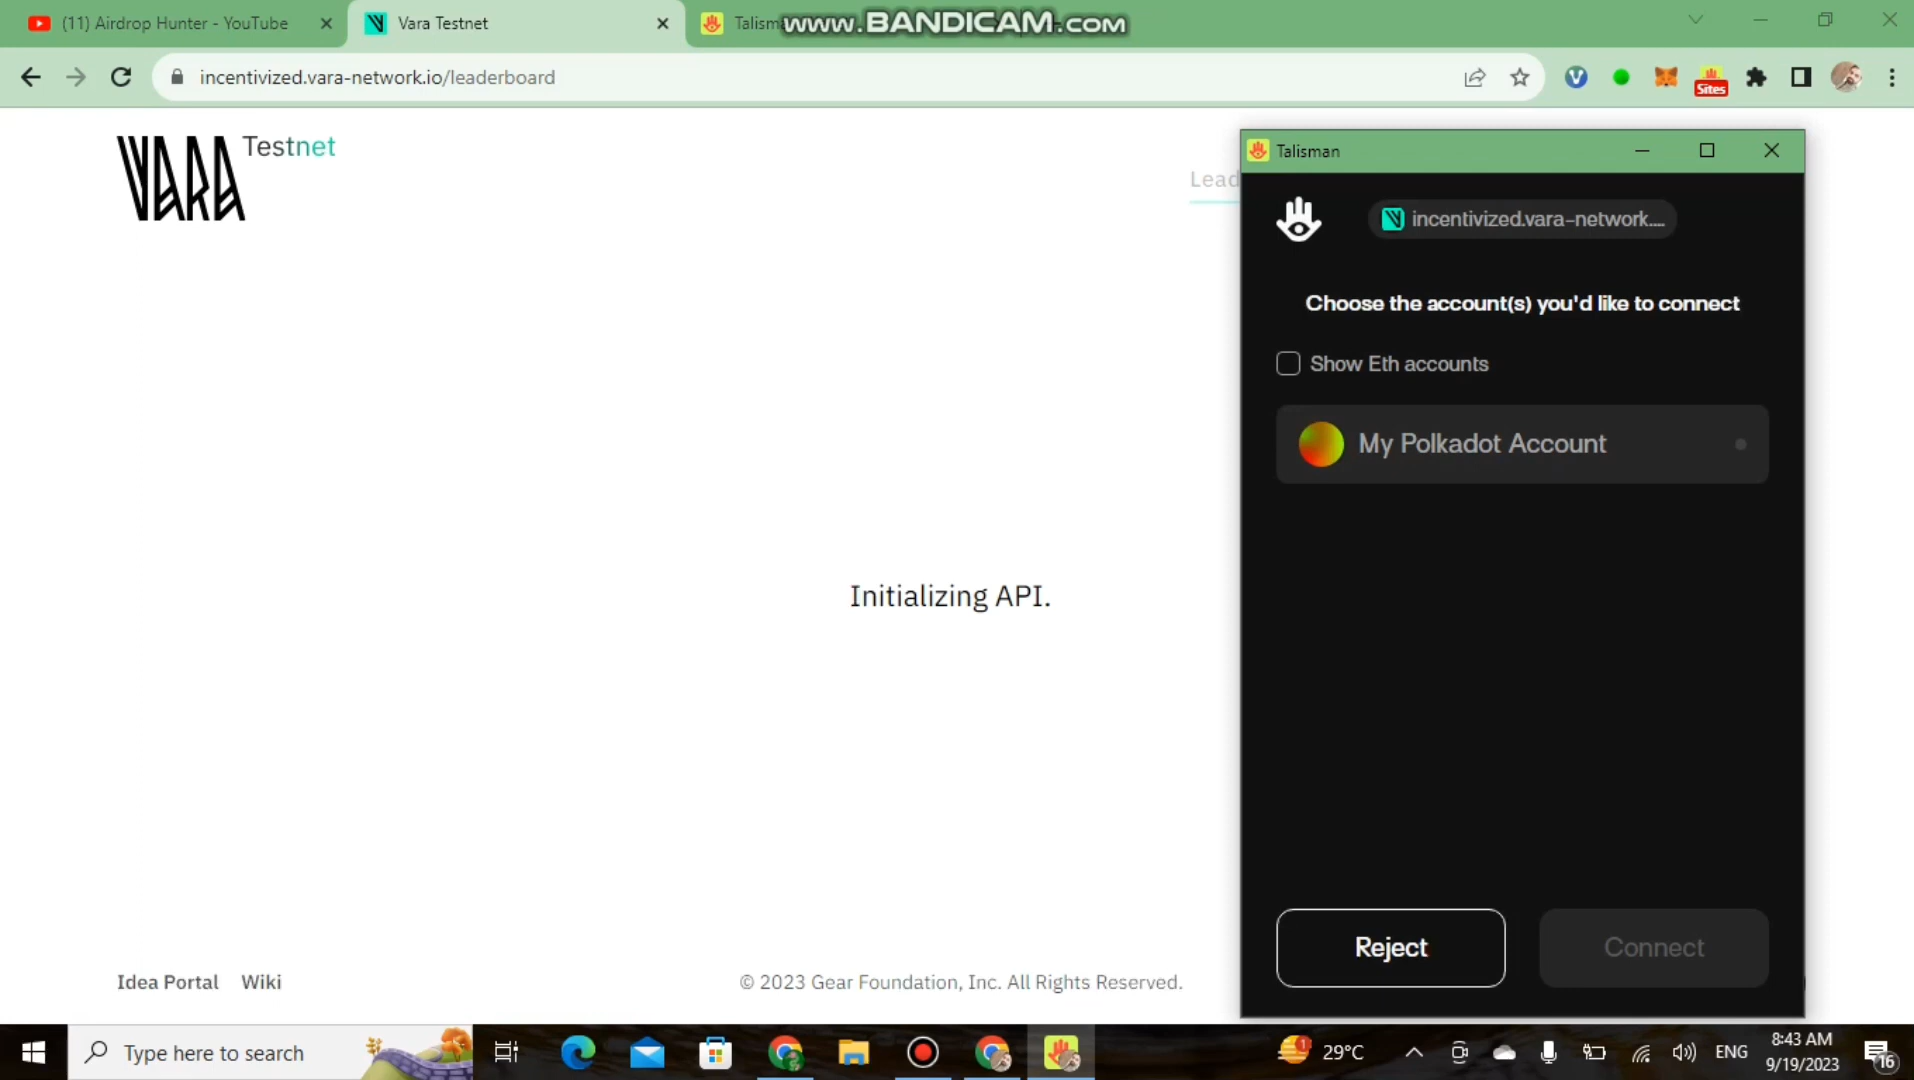 (11) Airdrop Hunter - YouTube
Vara Testnet
Talism
www.BANDICAM.com
incentivized.vara-network.io/leaderboard
Sites
VARA
Testnet
Lead
Talisman
incentivized.vara-network....
Choose the account(s) you'd like to connect
Show Eth accounts
My Polkadot Account
Initializing API.
Reject
Connect
Idea Portal
Wiki
© 2023 Gear Foundation, Inc. All Rights Reserved.
Type here to search
1
29°C
ENG
8:43 AM
9/19/2023
16